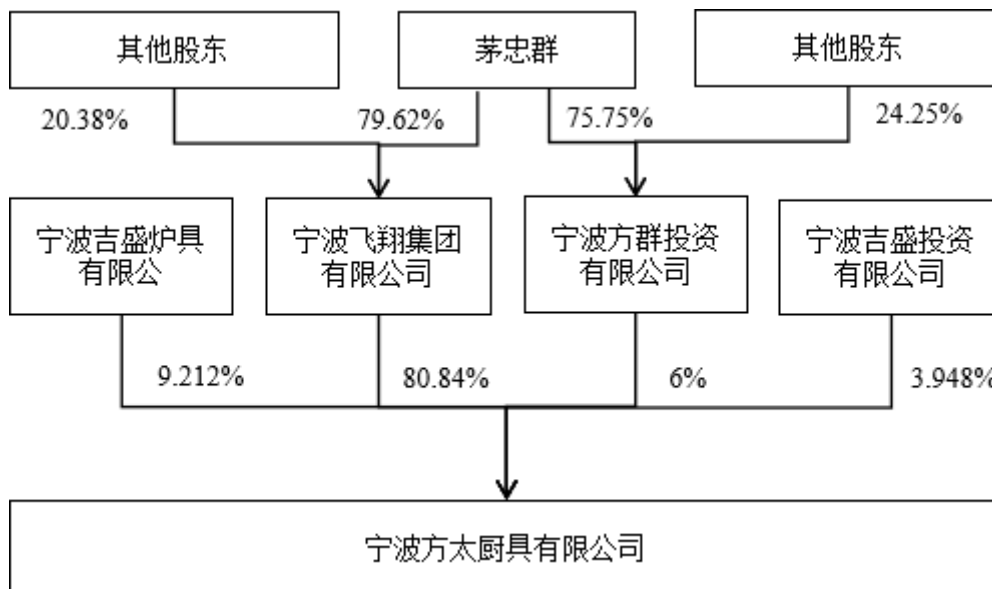 其他股东
茅忠群
其他股东
20.38%
79.62%
75.75%
24.25%
宁波吉盛炉具
有限公
宁波飞翔集团
有限公司
宁波方群投资
有限公司
宁波吉盛投资
有限公司
9.212%
80.84%
6%
3.948%
宁波方太厨具有限公司